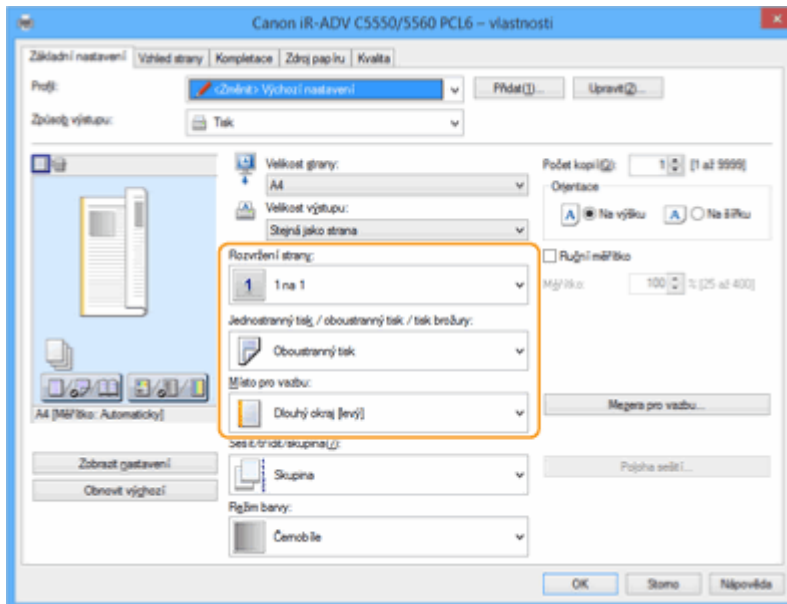 Canon iR-ADV C5550/5560 PCL6 – vlastnosti
Základní nastavení Vzhled strany Kompletace Zdroj papíru Kvalita
Profil: <Změnit> Výchozí nastavení Přidat(1)... Upravit(2)...
Způsob výstupu: Tisk
Velikost strany: Počet kopií(Q): 1 [1 až 9999]
A4 Orientace
Velikost výstupu: A Na výšku A Na šířku
Stejná jako strana
Rozvržení strany: Ruční měřítko
1 1 na 1 Měřítko: 100 % [25 až 400]
Jednostranný tisk / oboustranný tisk / tisk brožury:
Oboustranný tisk
Místo pro vazbu:
Dlouhý okraj [levý] Mezera pro vazbu...
A4 [Měřítko: Automaticky]
Sešít/třídit/skupina(J):
Zobrazit nastavení Skupina Poloha sešití...
Obnovit výchozí
Režim barvy:
Černobíle
OK Storno Nápověda